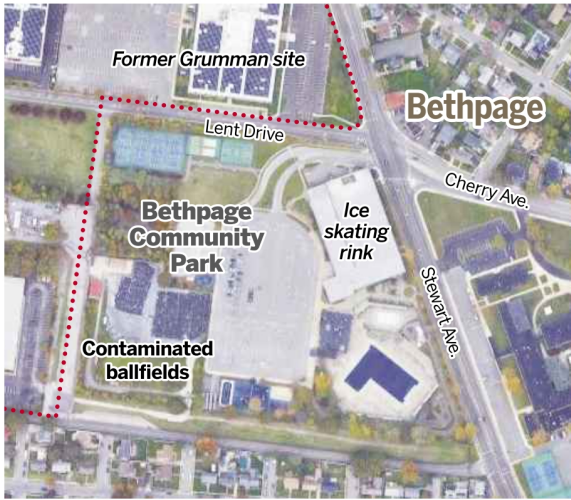 Former Grumman site
Bethpage
Lent Drive
Cherry Ave.
Bethpage
Community
Park
Ice
skating
rink
Stewart Ave.
Contaminated
ballfields